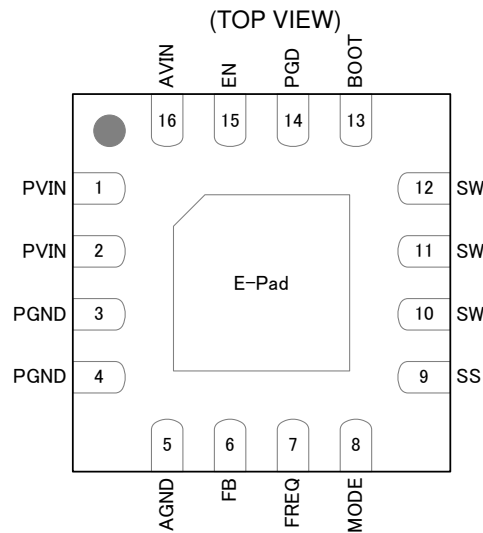 (TOP VIEW)
AVIN
EN
PGD
BOOT
16
15
14
13
PVIN 1
12 SW
PVIN 2
11 SW
E-Pad
PGND 3
10 SW
PGND 4
9 SS
5
6
7
8
AGND
FB
FREQ
MODE